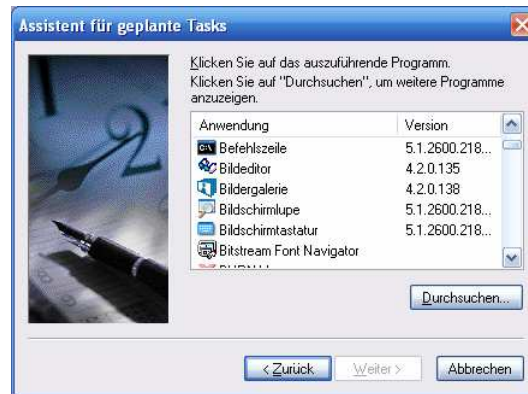 Assistent für geplante Tasks
Klicken Sie auf das auszuführende Programm.
Klicken Sie auf "Durchsuchen", um weitere Programme
anzuzeigen.
Anwendung Version
Befehlszeile 5.1.2600.218...
Bildeditor 4.2.0.135
Bildergalerie 4.2.0.138
Bildschirmlupe 5.1.2600.218...
Bildschirmtastatur 5.1.2600.218...
Bitstream Font Navigator
Durchsuchen...
< Zurück Weiter > Abbrechen